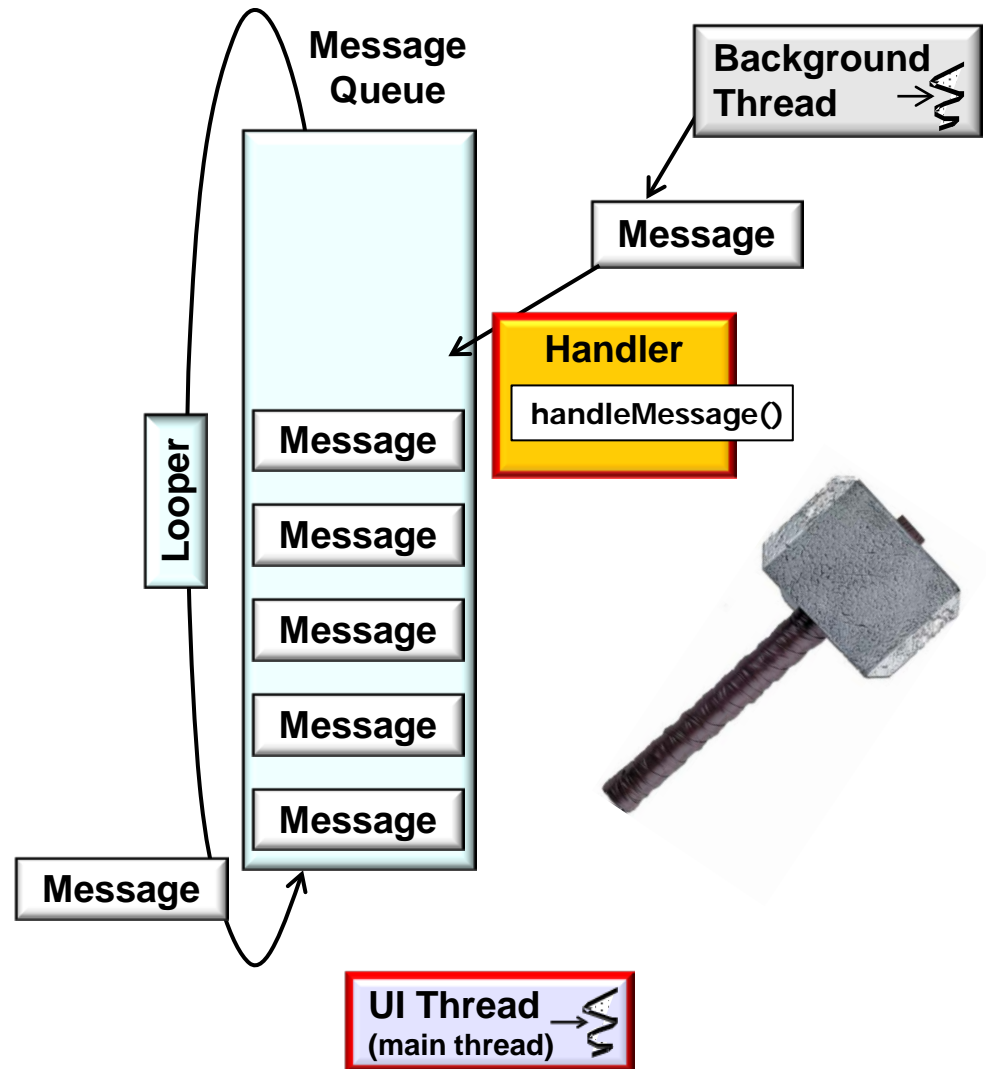 Message
Queue
Background
Thread
Message
Handler
handleMessage()
Message
Looper
Message
Message
Message
Message
Message
UI Thread
(main thread)